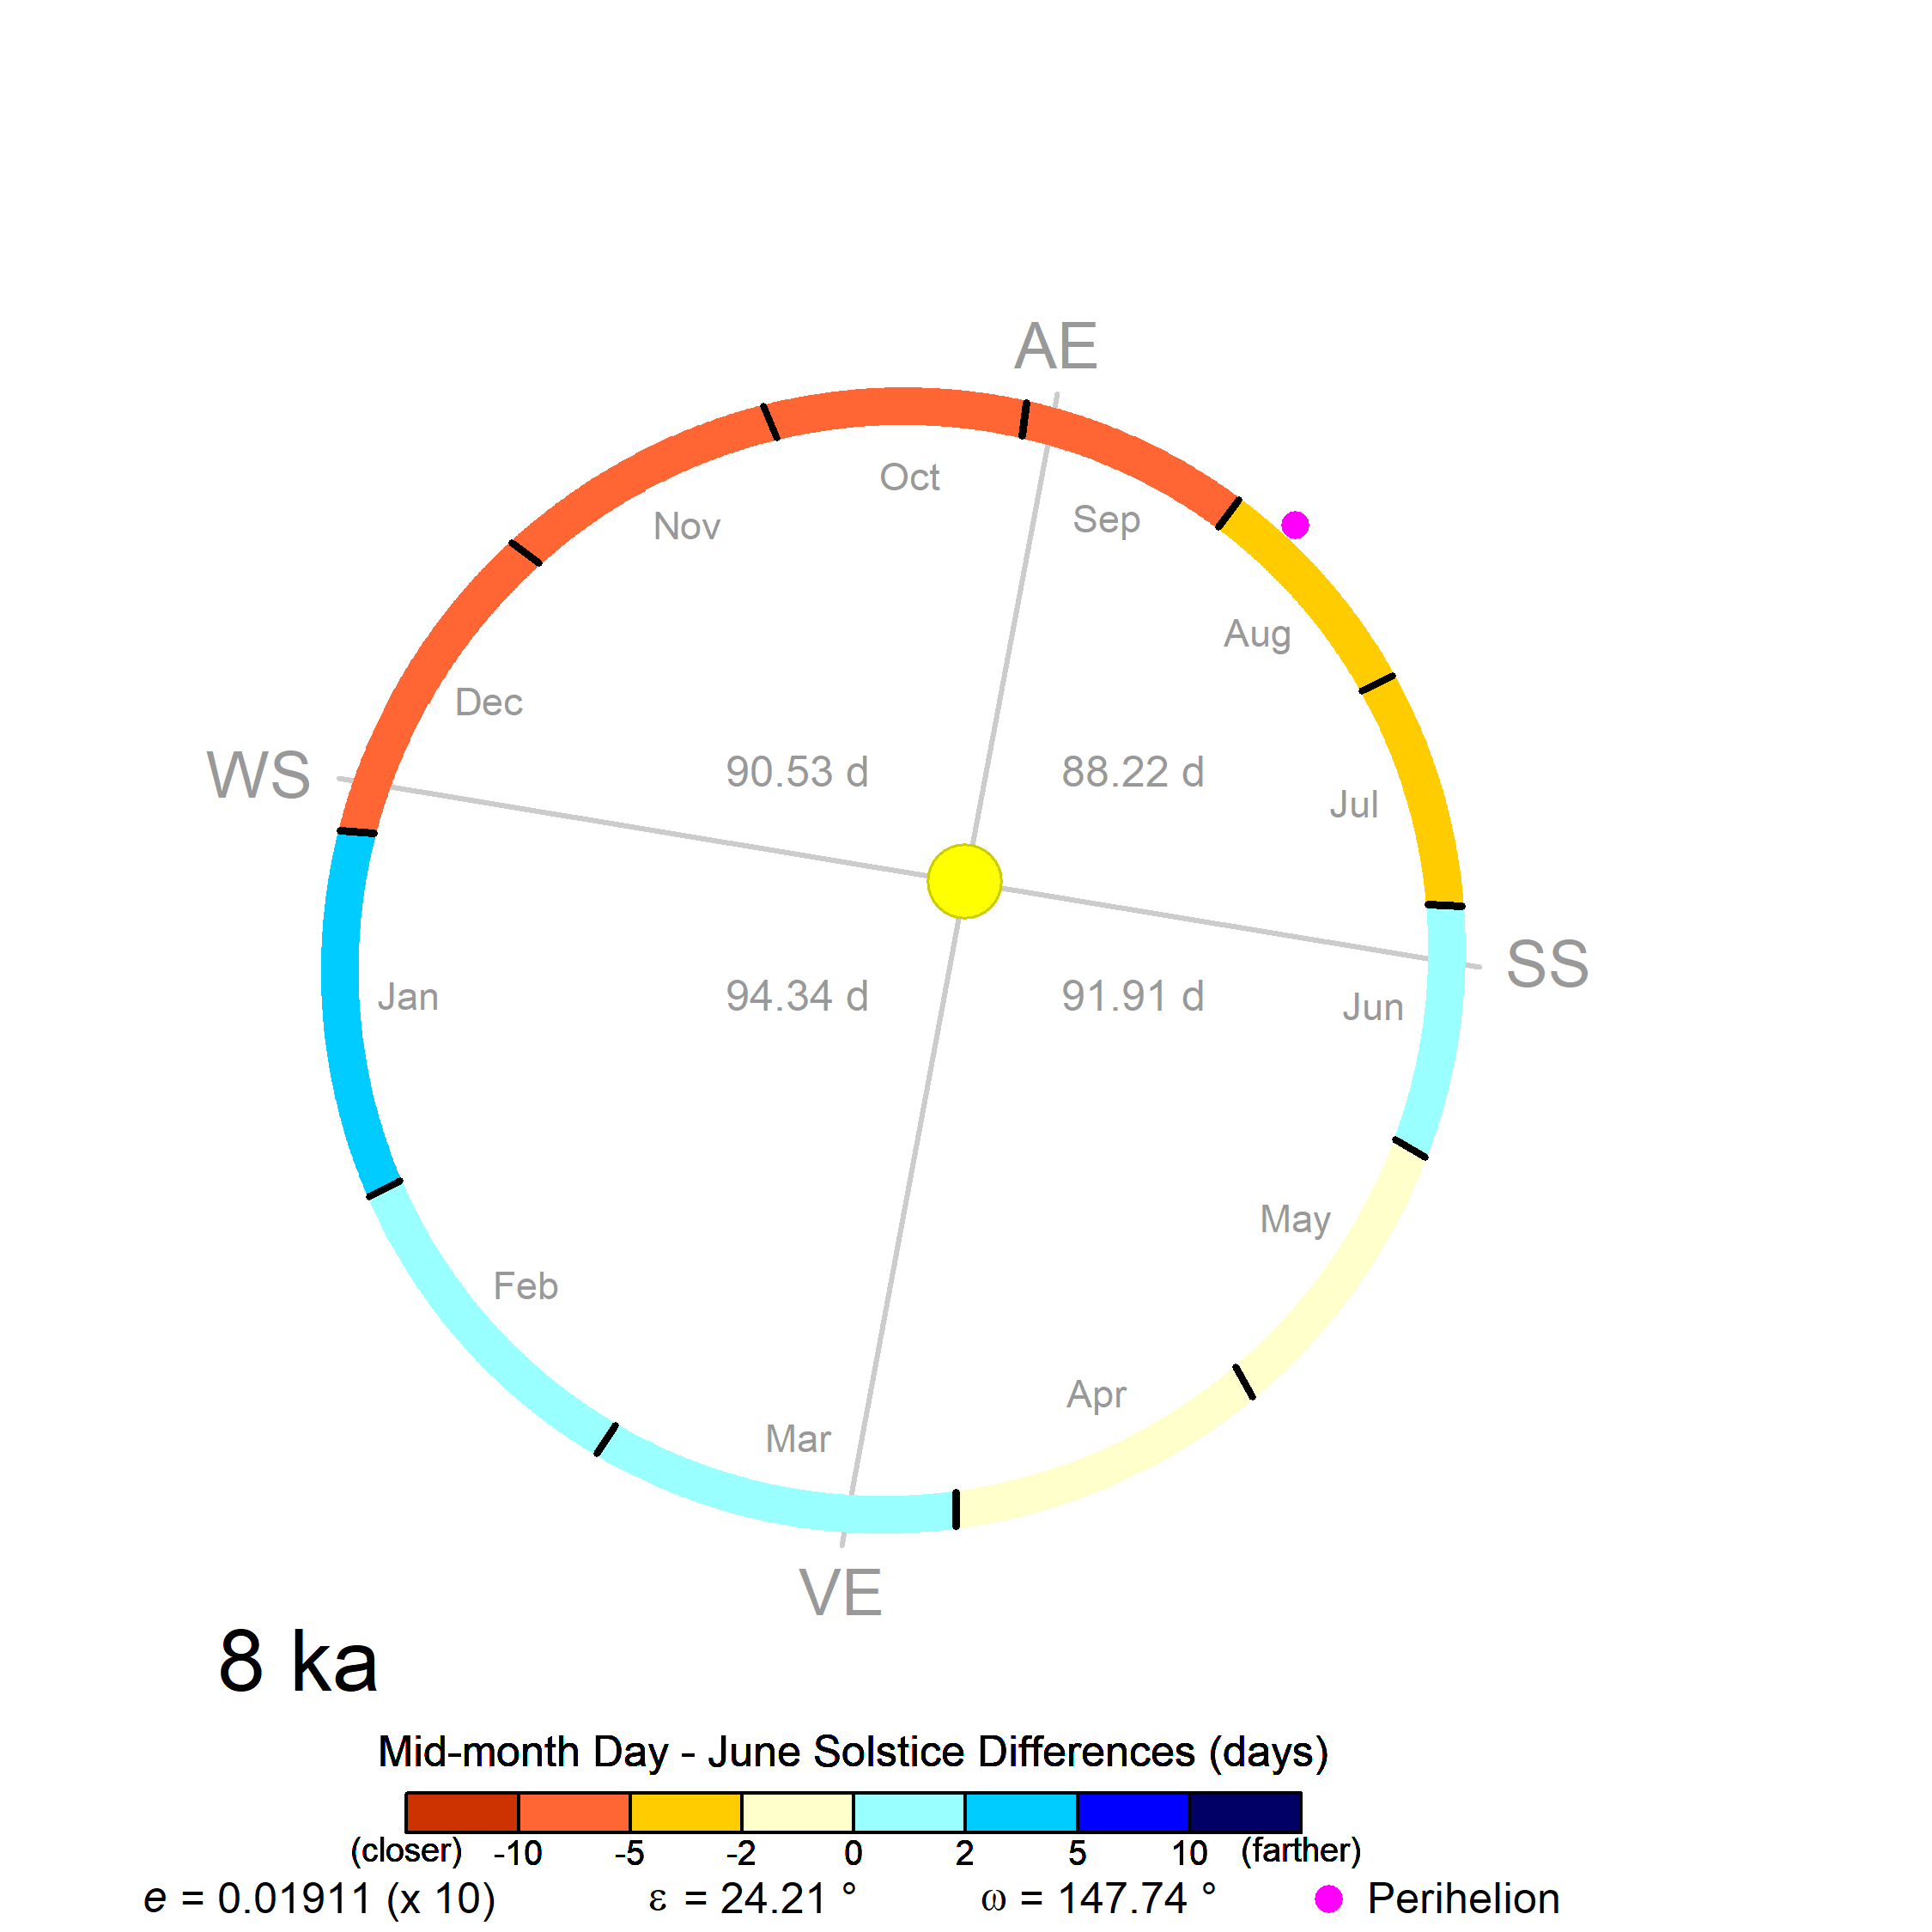 AE
Oct
Sep
Nov
Aug
Dec
WS
90.53 d
88.22 d
Jul
SS
Jan
94.34 d
91.91 d
Jun
May
Feb
Apr
Mar
VE
8 ka
Mid-month Day - June Solstice Differences (days)
(closer) -10 -5 -2 0 2 5 10 (farther)
e = 0.01911 (x 10) ε = 24.21 ° ω = 147.74 ° Perihelion